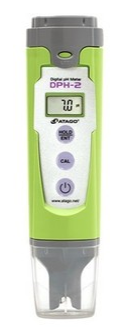 Digital pH Meter
DPH-2
7.0
ATAGO
HOLD
ENT
CAL
www.atago.net